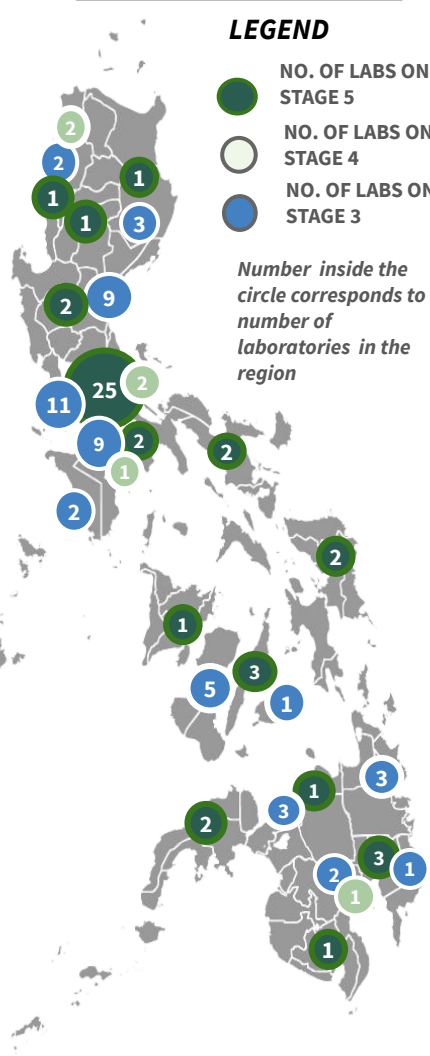 LEGEND
NO. OF LABS ON
STAGE 5
NO. OF LABS ON
STAGE 4
NO. OF LABS ON
STAGE 3
Number inside the
circle corresponds to
number of
laboratories in the
region
2
2
1
1
1
3
2
9
25
2
11
9
2
1
2
2
2
1
3
5
1
3
1
3
2
3
1
2
1
1